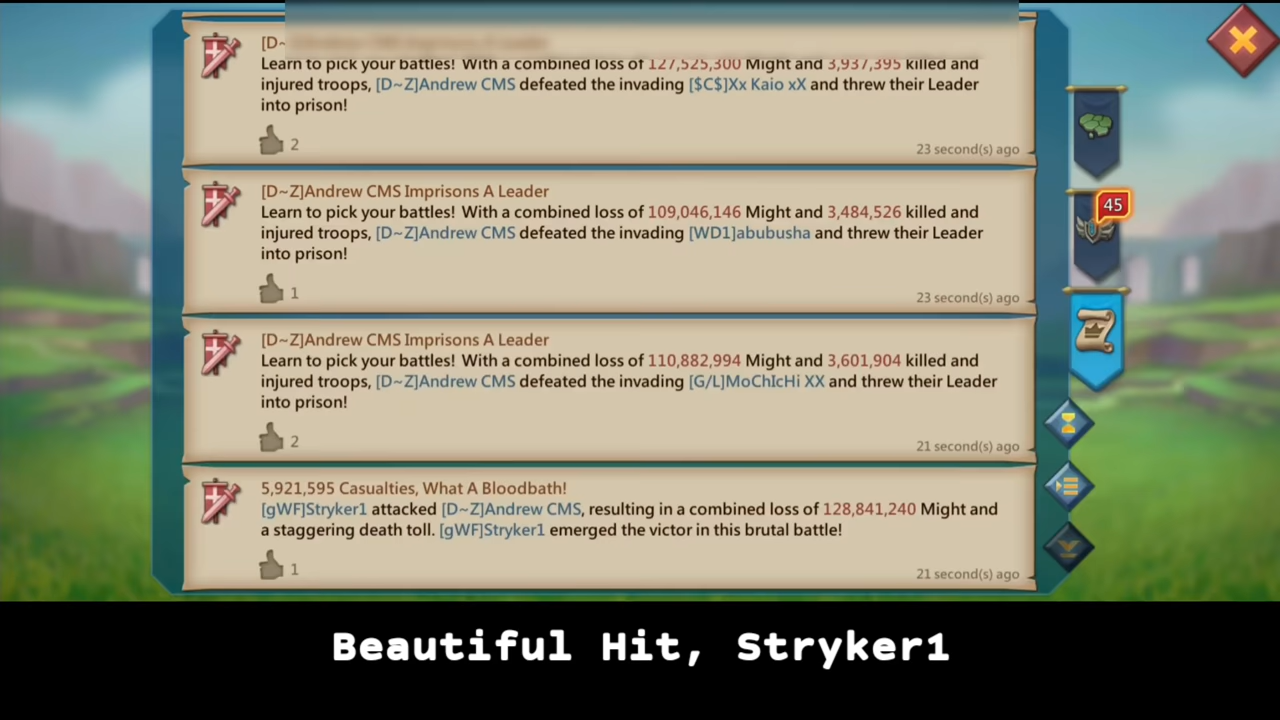 [D~
Learn to pick your battles! With a combined loss of 127,525,300 Might and 3,937,395 killed and
injured troops, [D~Z]Andrew CMS defeated the invading [$C$]Xx Kaio xX and threw their Leader
into prison!
2
23 second(s) ago
[D~Z]Andrew CMS Imprisons A Leader
Learn to pick your battles! With a combined loss of 109,046,146 Might and 3,484,526 killed and
injured troops, [D~Z]Andrew CMS defeated the invading [WD1]abubusha and threw their Leader
into prison!
1
23 second(s) ago
[D~Z]Andrew CMS Imprisons A Leader
Learn to pick your battles! With a combined loss of 110,882,994 Might and 3,601,904 killed and
injured troops, [D~Z]Andrew CMS defeated the invading [G/L]MoChIcHi XX and threw their Leader
into prison!
2
21 second(s) ago
5,921,595 Casualties, What A Bloodbath!
[gWF]Stryker1 attacked [D~Z]Andrew CMS, resulting in a combined loss of 128,841,240 Might and
a staggering death toll. [gWF]Stryker1 emerged the victor in this brutal battle!
1
21 second(s) ago
45
Beautiful Hit, Stryker1